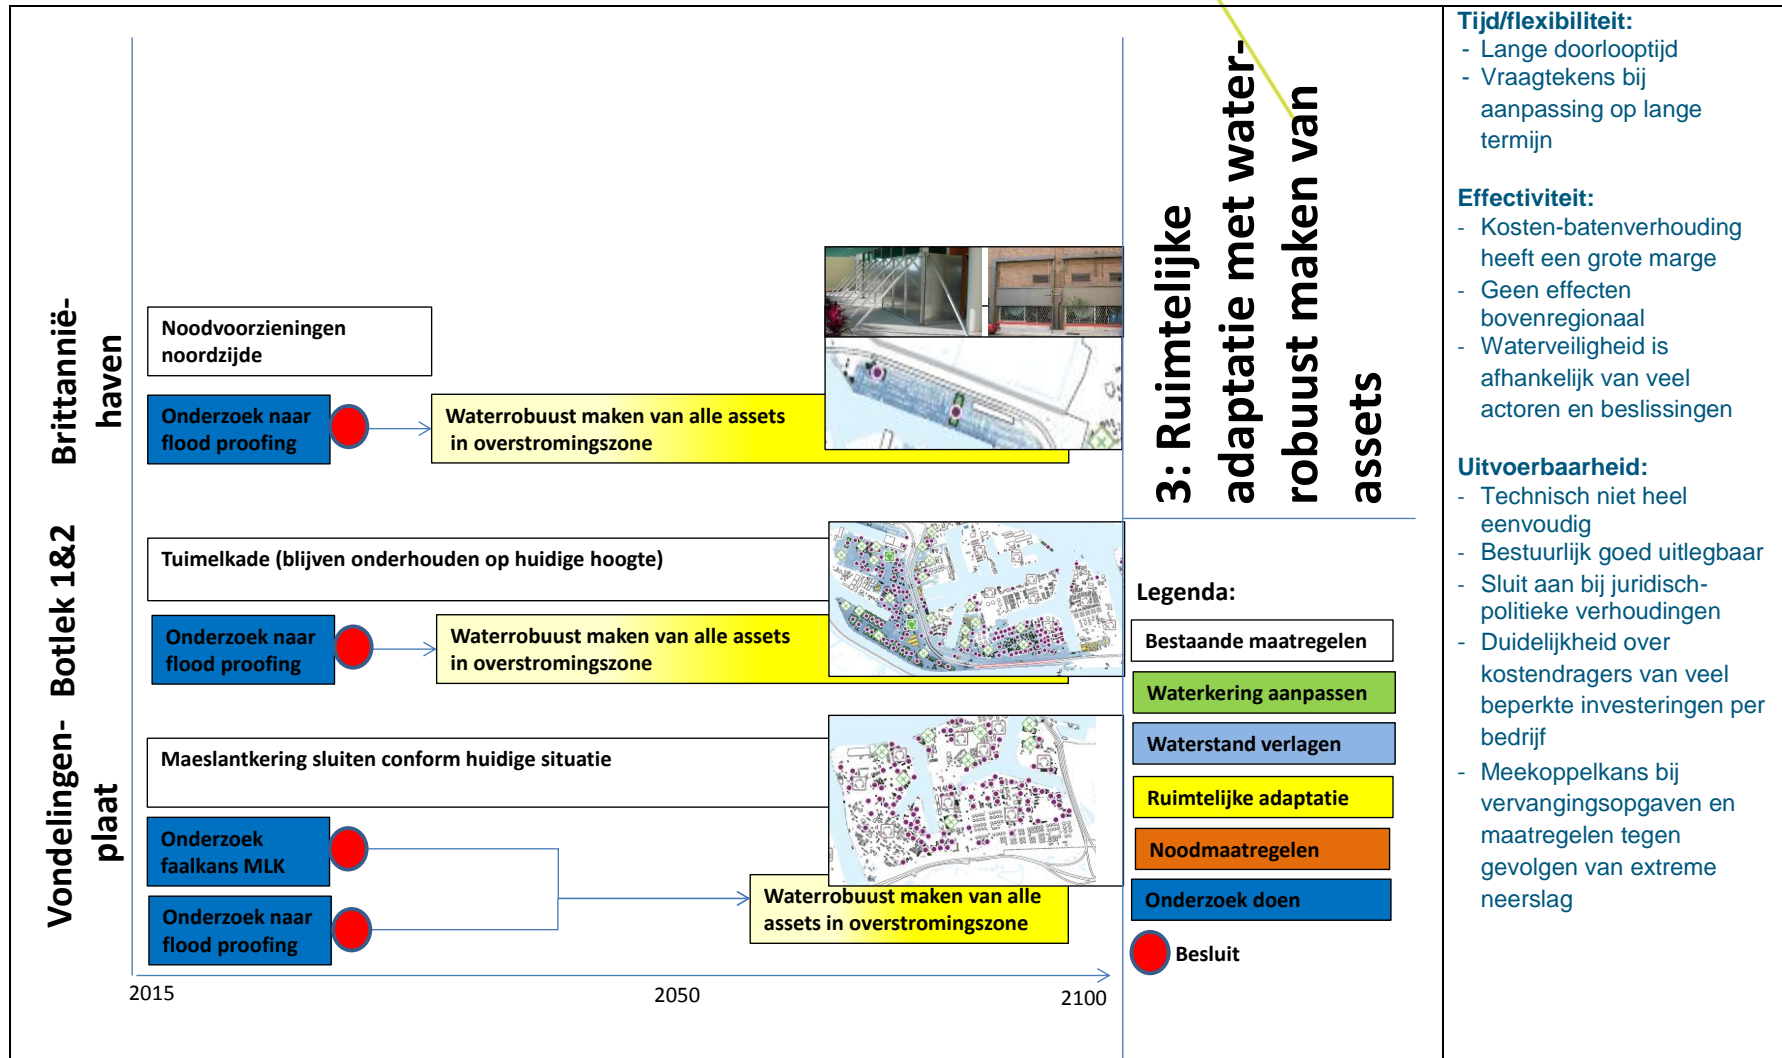 Brittannië-
haven
Noodvoorzieningen
noordzijde
Onderzoek naar
flood proofing
Waterrobuust maken van alle assets
in overstromingszone
Botlek 1&2
Tuimelkade (blijven onderhouden op huidige hoogte)
Onderzoek naar
flood proofing
Waterrobuust maken van alle assets
in overstromingszone
Vondelingen-
plaat
Maeslantkering sluiten conform huidige situatie
Onderzoek
faalkans MLK
Onderzoek naar
flood proofing
Waterrobuust maken van alle
assets in overstromingszone
2015
2050
2100
3: Ruimtelijke
adaptatie met water-
robuust maken van
assets
Legenda:
Bestaande maatregelen
Waterkering aanpassen
Waterstand verlagen
Ruimtelijke adaptatie
Noodmaatregelen
Onderzoek doen
Besluit
Tijd/flexibiliteit:
- Lange doorlooptijd
- Vraagtekens bij
aanpassing op lange
termijn
Effectiviteit:
- Kosten-batenverhouding
heeft een grote marge
- Geen effecten
bovenregionaal
- Waterveiligheid is
afhankelijk van veel
actoren en beslissingen
Uitvoerbaarheid:
- Technisch niet heel
eenvoudig
- Bestuurlijk goed uitlegbaar
- Sluit aan bij juridisch-
politieke verhoudingen
- Duidelijkheid over
kostendragers van veel
beperkte investeringen per
bedrijf
- Meekoppelkans bij
vervangingsopgaven en
maatregelen tegen
gevolgen van extreme
neerslag